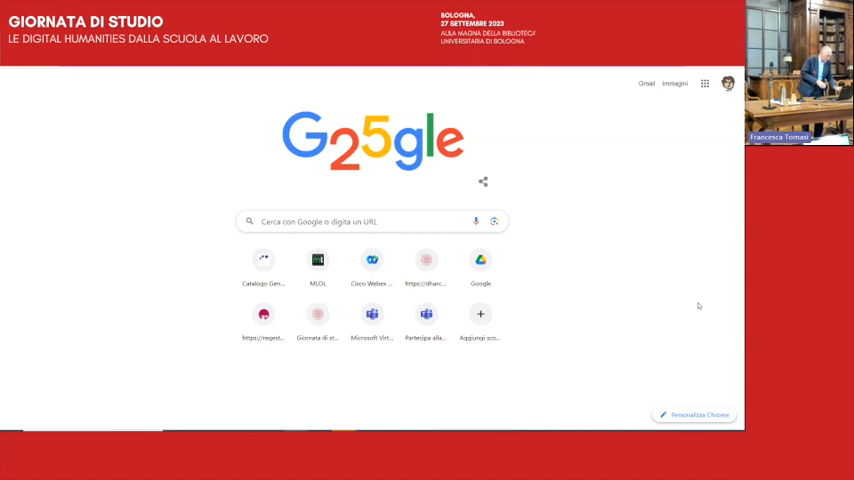 GIORNATA DI STUDIO
LE DIGITAL HUMANITIES DALLA SCUOLA AL LAVORO
BOLOGNA,
27 SETTEMBRE 2023
AULA MAGNA DELLA BIBLIOTECA
UNIVERSITARIA DI BOLOGNA
Gmail Immagini
Francesca Tomasi
G25gle
Cerca con Google o digita un URL
Catalogo Gen... MLOL Cisco Webex ... https://dharc... Google
https://regest... Giornata di st... Microsoft Virt... Partecipa alla... Aggiungi sco...
Personalizza Chrome